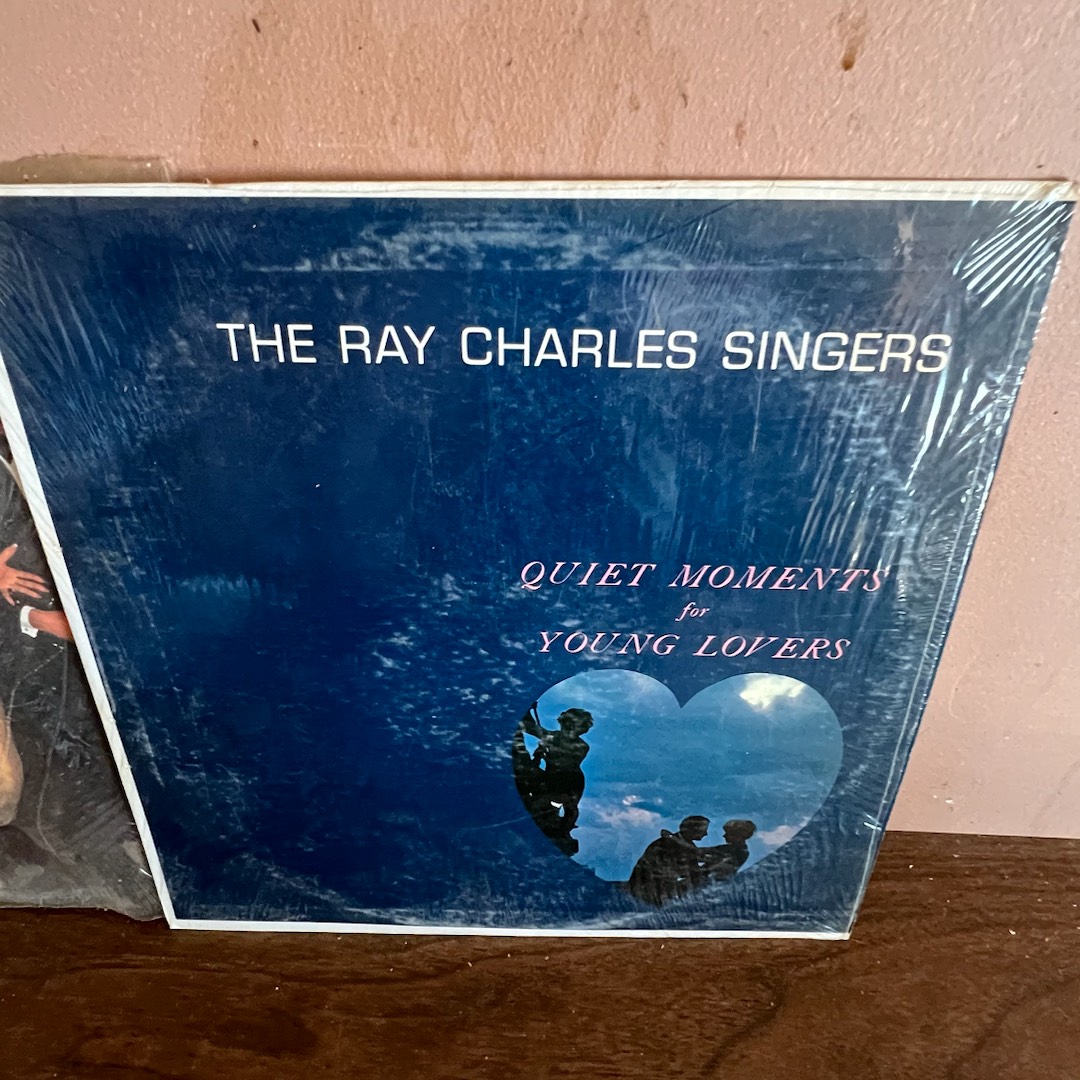 THE RAY CHARLES SINGERS
QUIET MOMENTS
for
YOUNG LOVERS